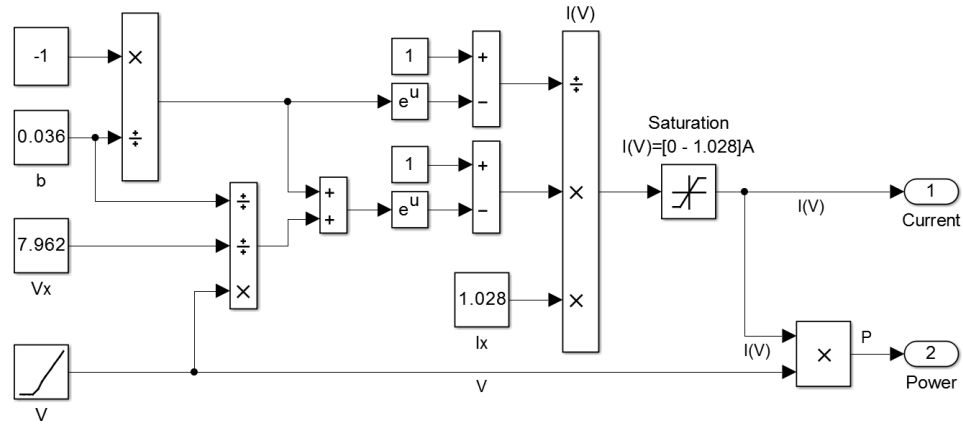 I(V)
-1
×
÷
0.036
b
1
+
e^u
−
÷
Saturation
I(V)=[0 - 1.028]A
÷
÷
×
+
+
1
+
e^u
−
×
I(V)
1
Current
7.962
Vx
1.028
Ix
×
V
V
I(V)
×
P
2
Power